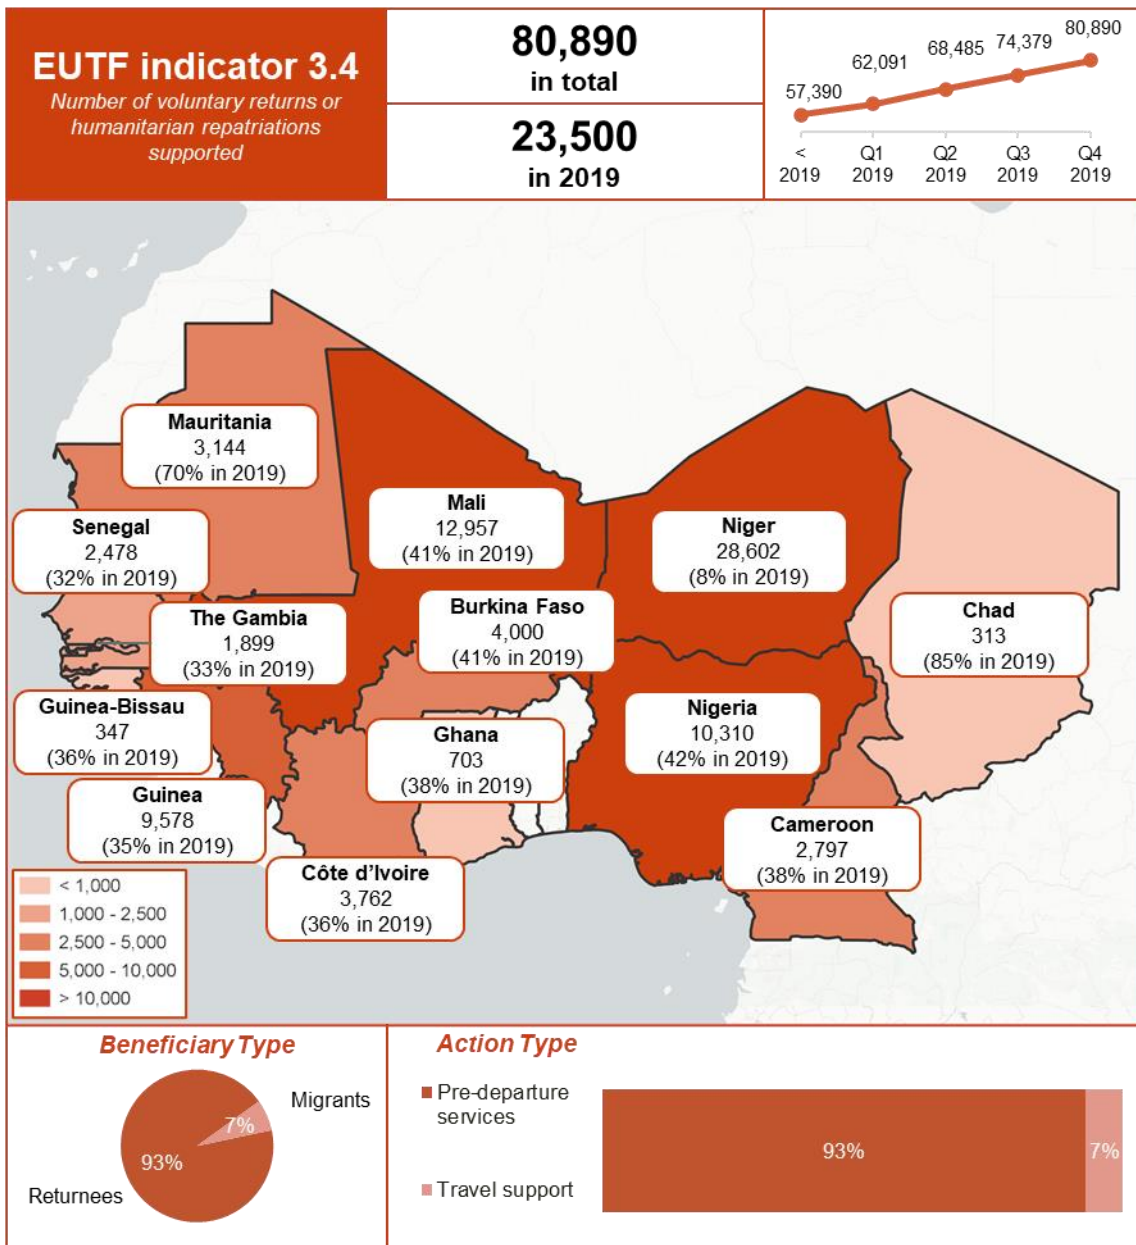 EUTF indicator 3.4
Number of voluntary returns or
humanitarian repatriations
supported
80,890
in total
23,500
in 2019
57,390
62,091
68,485
74,379
80,890
<
2019
Q1
2019
Q2
2019
Q3
2019
Q4
2019
Mauritania
3,144
(70% in 2019)
Mali
12,957
(41% in 2019)
Niger
28,602
(8% in 2019)
Senegal
2,478
(32% in 2019)
The Gambia
1,899
(33% in 2019)
Burkina Faso
4,000
(41% in 2019)
Chad
313
(85% in 2019)
Guinea-Bissau
347
(36% in 2019)
Ghana
703
(38% in 2019)
Nigeria
10,310
(42% in 2019)
Guinea
9,578
(35% in 2019)
Côte d'Ivoire
3,762
(36% in 2019)
Cameroon
2,797
(38% in 2019)
< 1,000
1,000 - 2,500
2,500 - 5,000
5,000 - 10,000
> 10,000
Beneficiary Type
Migrants
7%
93%
Returnees
Action Type
Pre-departure
services
Travel support
93%
7%